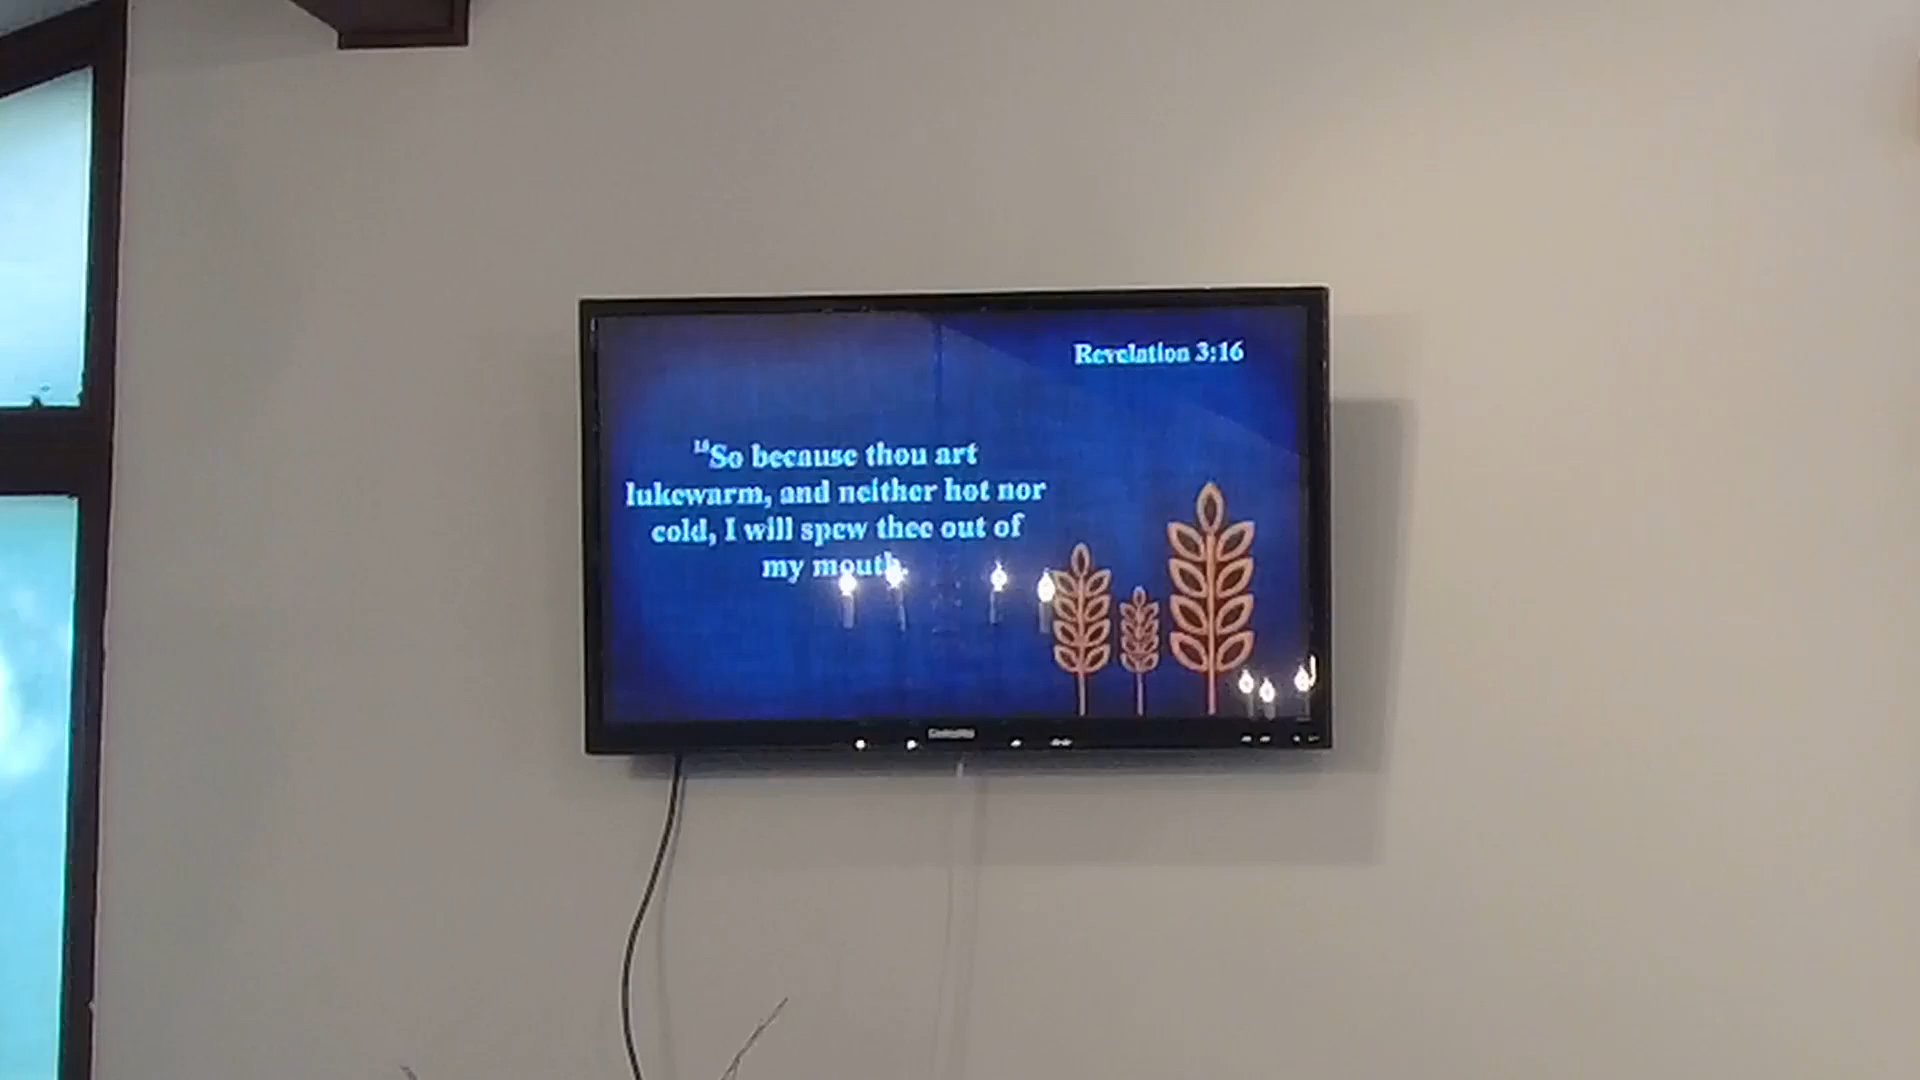 Revelation 3:16
16So because thou art
lukewarm, and neither hot nor
cold, I will spew thee out of
my mouth.